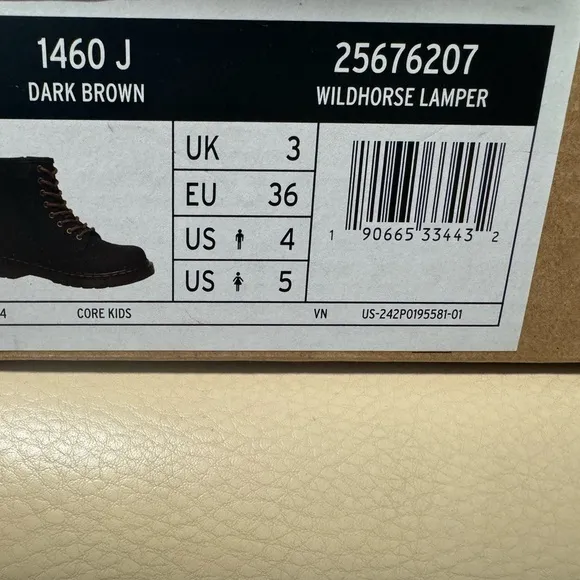 1460 J
DARK BROWN
25676207
WILDHORSE LAMPER
UK 3
EU 36
US 4
US 5
1 90665 33443 2
4 CORE KIDS VN US-242P0195581-01